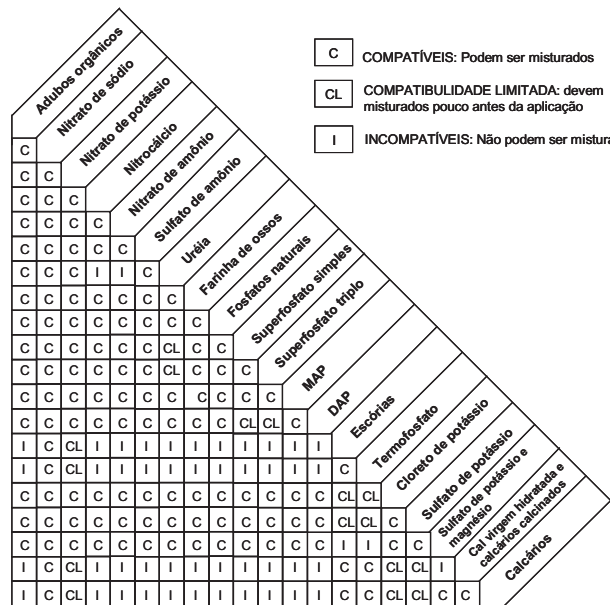 Adubos orgânicos
Nitrato de sódio
Nitrato de potássio
Nitrocálcio
Nitrato de amônio
Sulfato de amônio
Uréia
Farinha de ossos
Fosfatos naturais
Superfosfato simples
Superfosfato triplo
MAP
DAP
Escórias
Termofosfato
Cloreto de potássio
Sulfato de potássio
Sulfato de potássio e
magnésio
Cal virgem hidratada e
calcários calcinados
Calcários
C COMPATÍVEIS: Podem ser misturados
CL COMPATIBULIDADE LIMITADA: devem
misturados pouco antes da aplicação
I INCOMPATÍVEIS: Não podem ser mistura
C
C C
C C C
C C C C
C C C C C
C C C I I C
C C C C C C C
C C C C C C C C
C C C C C C CL C C
C C C C C C CL C C C
C C C C C C C C C C C
C C C C C C C C C CL CL C
I C CL I I I I I I I I I I
I C CL I I I I I I I I I I C
C C C C C C C C C C C C C CL CL
C C C C C C C C C C C C C CL CL C
C C C C C C C C C C C C C I I C C
I C CL I I I I I I I I I I C C CL CL I
I C CL I I I I I I I I I I C C CL CL C C